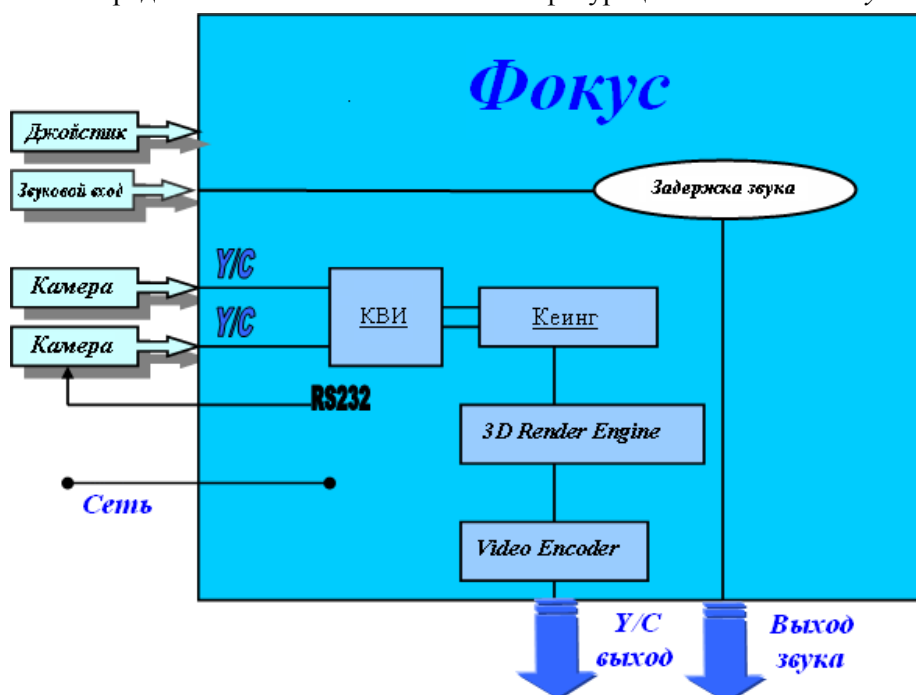 Фокус
Джойстик
Звуковой вход
Задержка звука
Y/C
Камера
КВИ
Кеинг
Y/C
Камера
RS232
3D Render Engine
Сеть
Video Encoder
Y/C
выход
Выход
звука